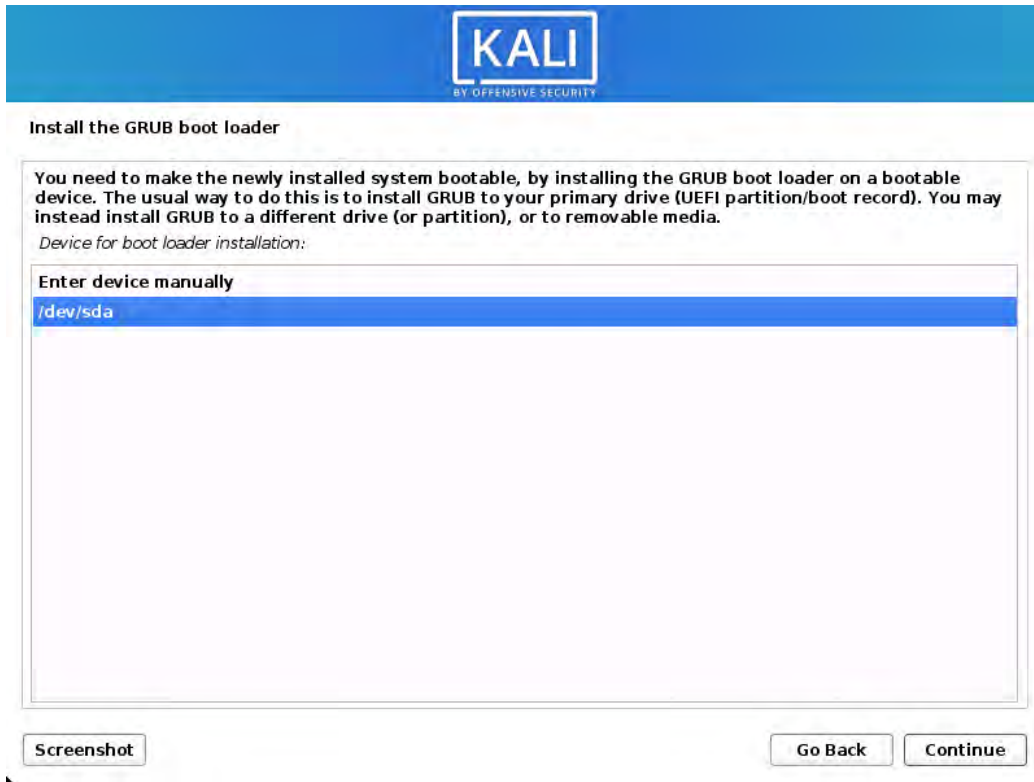 KALI
BY OFFENSIVE SECURITY
Install the GRUB boot loader
You need to make the newly installed system bootable, by installing the GRUB boot loader on a bootable
device. The usual way to do this is to install GRUB to your primary drive (UEFI partition/boot record). You may
instead install GRUB to a different drive (or partition), or to removable media.
Device for boot loader installation:
Enter device manually
/dev/sda
Screenshot
Go Back
Continue